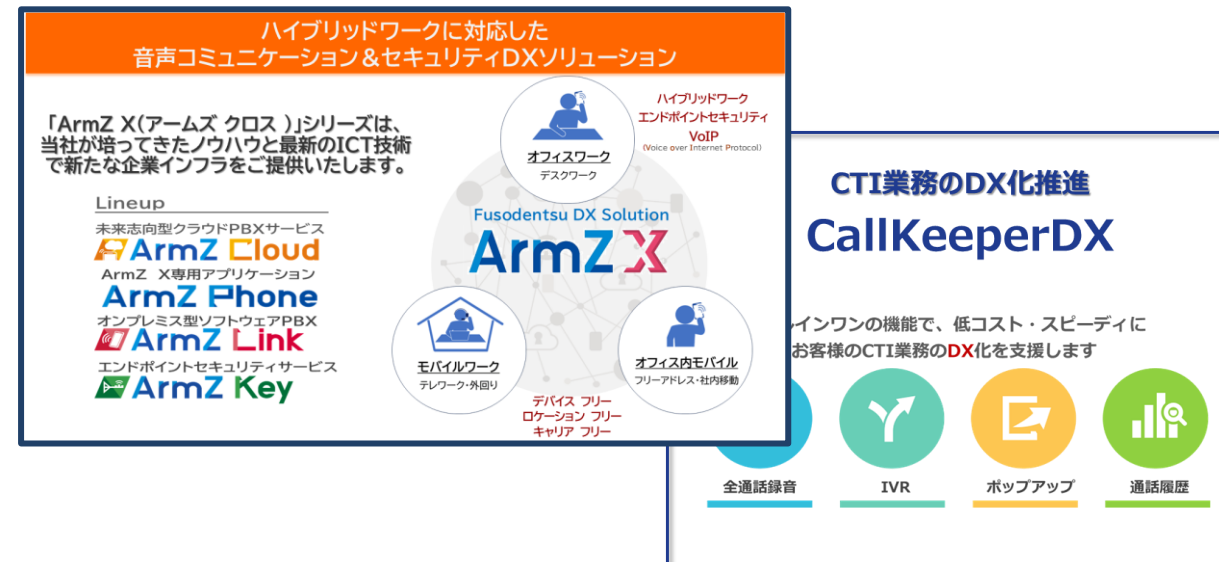 ハイブリッドワークに対応した
音声コミュニケーション＆セキュリティDXソリューション
「ArmZ X(アームズ クロス )」シリーズは、
当社が培ってきたノウハウと最新のICT技術
で新たな企業インフラをご提供いたします。
Lineup
未来志向型クラウドPBXサービス
ArmZ Cloud
ArmZ X専用アプリケーション
ArmZ Phone
オンプレミス型ソフトウェアPBX
ArmZ Link
エンドポイントセキュリティサービス
ArmZ Key
オフィスワーク
デスクワーク
ハイブリッドワーク
エンドポイントセキュリティ
VoIP
(Voice over Internet Protocol)
Fusodentsu DX Solution
ArmZ X
モバイルワーク
テレワーク・外回り
オフィス内モバイル
フリーアドレス・社内移動
デバイス フリー
ロケーション フリー
キャリア フリー
CTI業務のDX化推進
CallKeeperDX
ルインワンの機能で、低コスト・スピーディに
お客様のCTI業務のDX化を支援します
全通話録音
IVR
ポップアップ
通話履歴